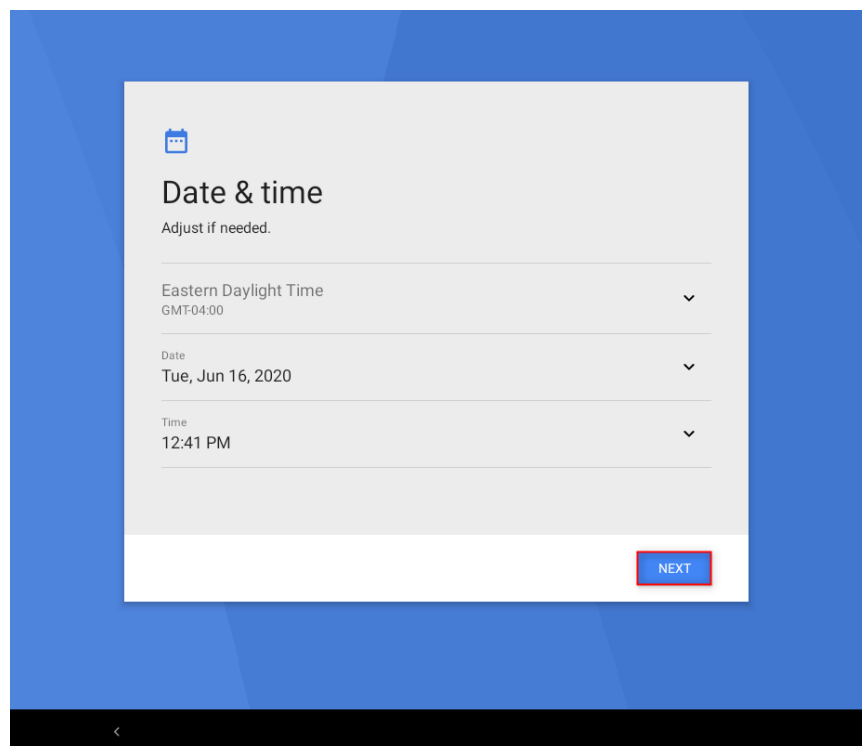 Date & time
Adjust if needed.
Eastern Daylight Time
GMT-04:00
Date
Tue, Jun 16, 2020
Time
12:41 PM
NEXT